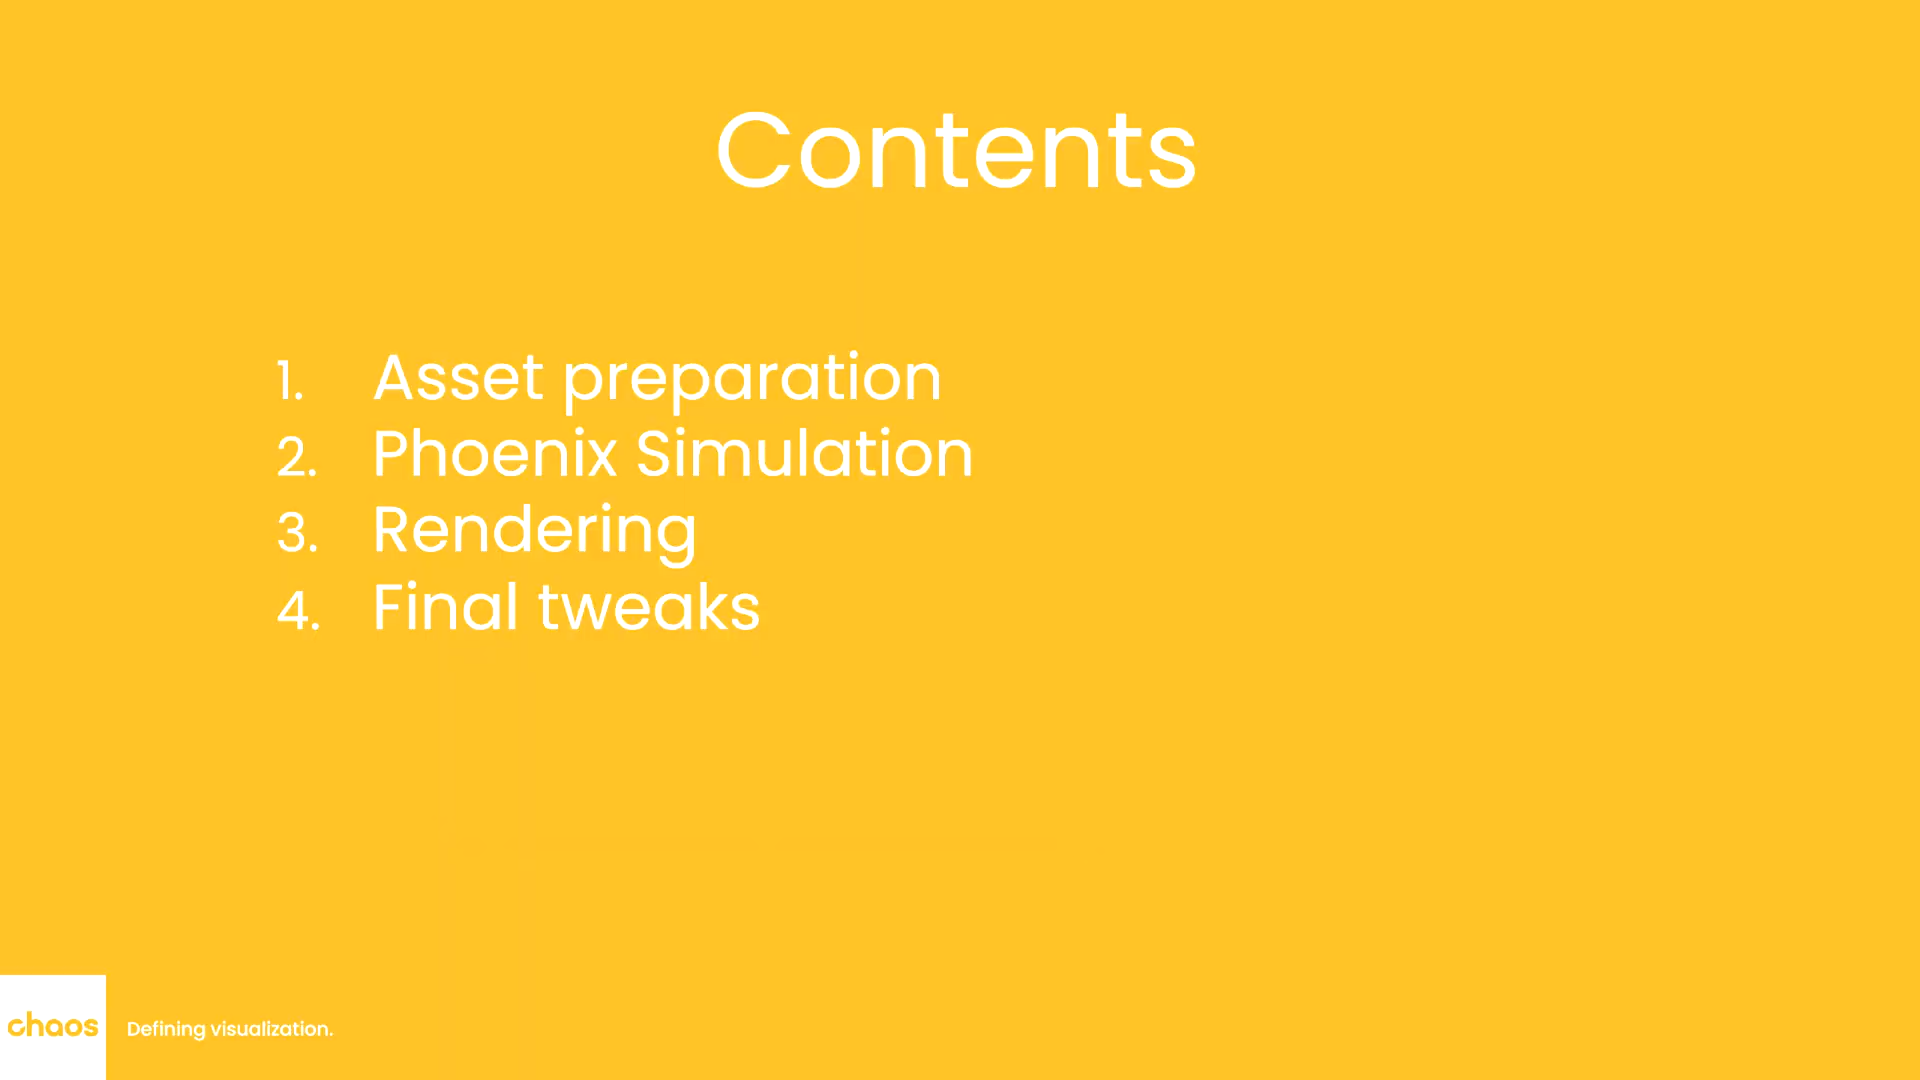 Contents
1. Asset preparation
2. Phoenix Simulation
3. Rendering
4. Final tweaks
chaos Defining visualization.